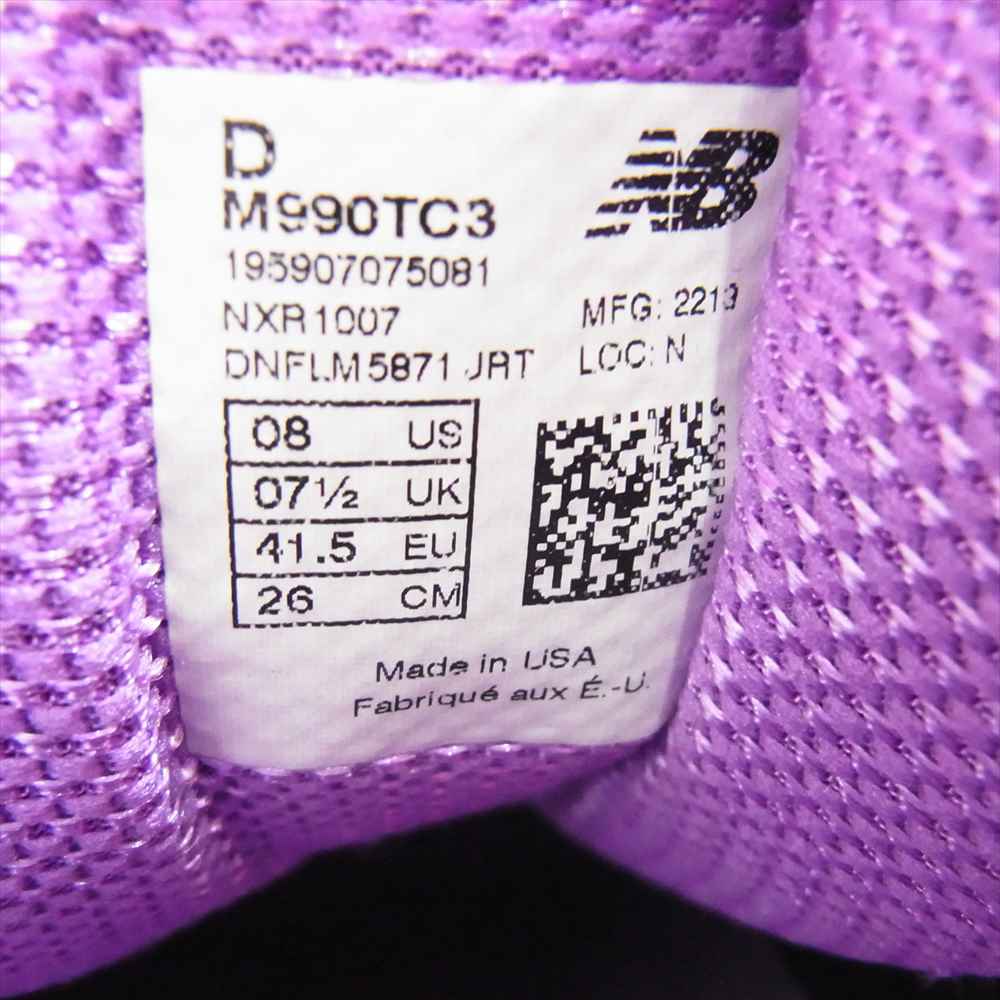 D
NB
M990TC3
195907075081
NXR1007
MFG: 2213
DNFLM5871 JRT
LOC: N
08 US
07½ UK
41.5 EU
26 CM
Made in USA
Fabriqué aux É.-U.